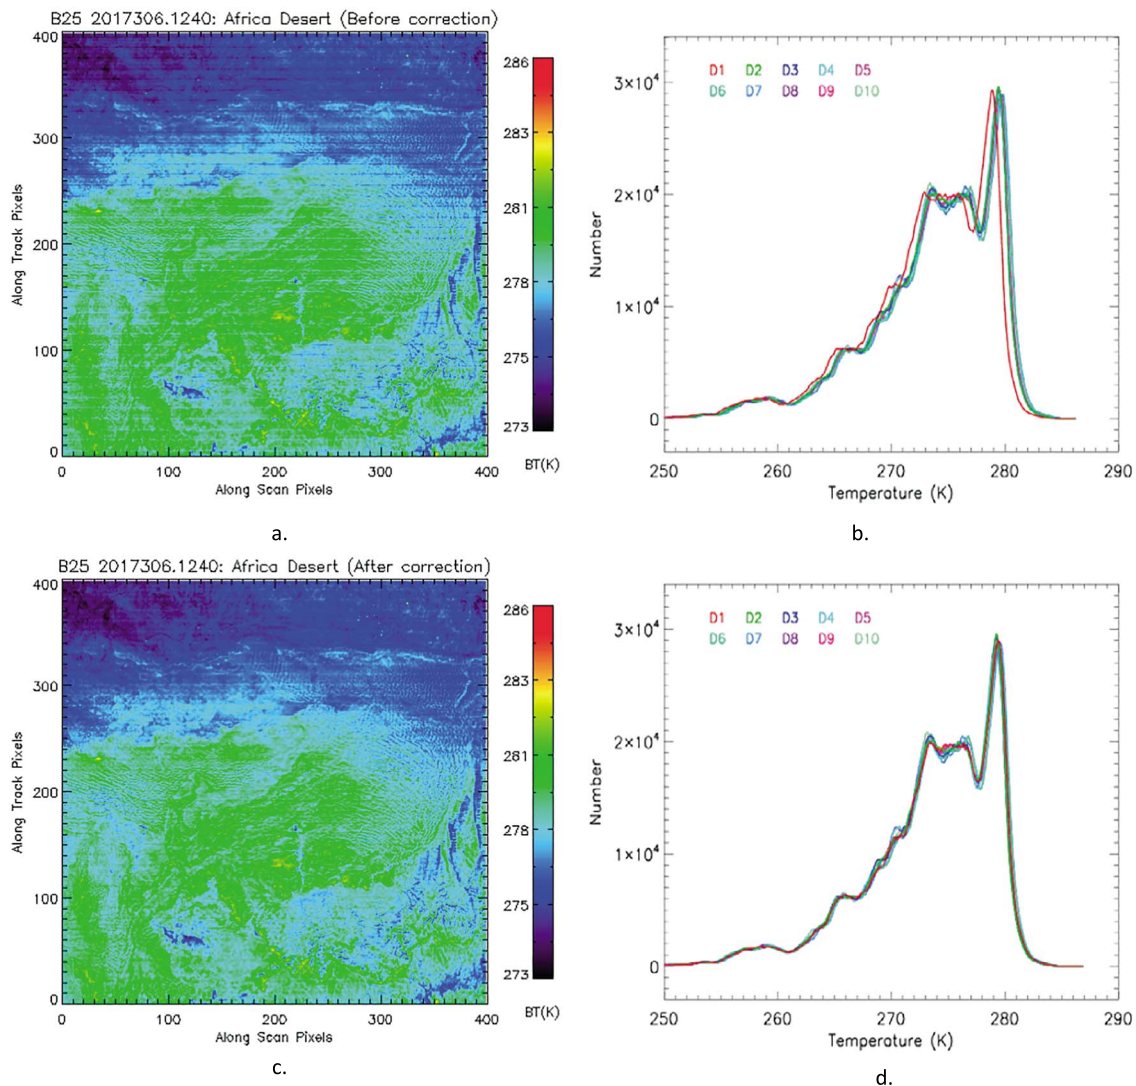 B25 2017306.1240: Africa Desert (Before correction)
400
300
200
100
0
Along Track Pixels
0 100 200 300 400
Along Scan Pixels
286
283
281
278
275
273
BT(K)
a.
D1 D2 D3 D4 D5
D6 D7 D8 D9 D10
3×10⁴
2×10⁴
1×10⁴
0
Number
250 260 270 280 290
Temperature (K)
b.
B25 2017306.1240: Africa Desert (After correction)
400
300
200
100
0
Along Track Pixels
0 100 200 300 400
Along Scan Pixels
286
283
281
278
275
273
BT(K)
c.
D1 D2 D3 D4 D5
D6 D7 D8 D9 D10
3×10⁴
2×10⁴
1×10⁴
0
Number
250 260 270 280 290
Temperature (K)
d.